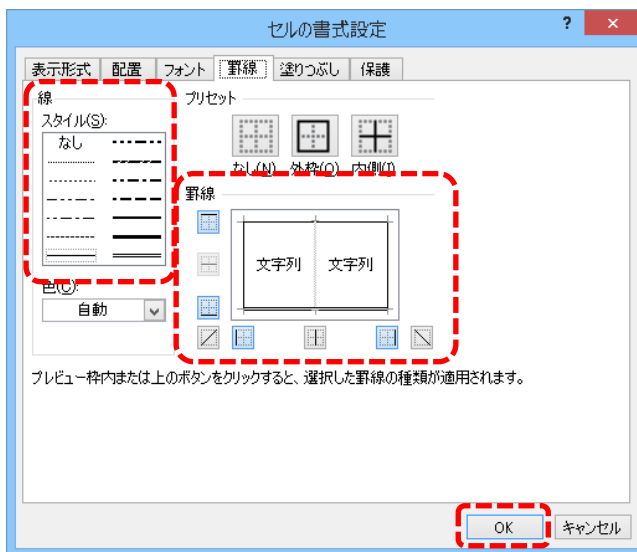 セルの書式設定
? ×
表示形式 配置 フォント 罫線 塗りつぶし 保護
線
スタイル(S):
なし
プリセット
なし(N) 外枠(O) 内側(I)
罫線
文字列 文字列
色(C):
自動
プレビュー枠内または上のボタンをクリックすると、選択した罫線の種類が適用されます。
OK キャンセル